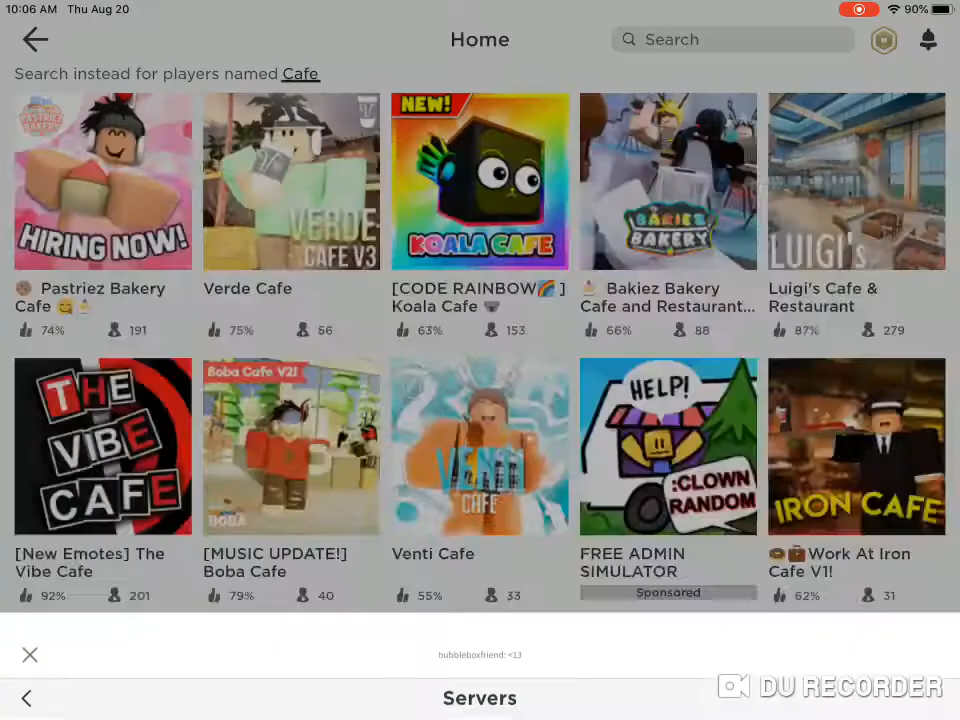 10:06 AM Thu Aug 20
90%
Home
Search
Search instead for players named Cafe
PASTRIEZ BAKERY
HIRING NOW!
VERDE
CAFE V3
NEW!
KOALA CAFE
BAKIEZ
BAKERY
LUIGI's
🍪 Pastriez Bakery
Cafe 😋🍰
74% 191
Verde Cafe
75% 56
[CODE RAINBOW🌈]
Koala Cafe 🐨
63% 153
🍰 Bakiez Bakery
Cafe and Restaurant...
66% 88
Luigi's Cafe &
Restaurant
87% 279
THE
VIBE
CAFE
Boba Cafe V2!
BOBA
VENTI
CAFE
HELP!
:CLOWN
RANDOM
IRON CAFE
[New Emotes] The
Vibe Cafe
92% 201
[MUSIC UPDATE!]
Boba Cafe
79% 40
Venti Cafe
55% 33
FREE ADMIN
SIMULATOR
Sponsored
🍩💼Work At Iron
Cafe V1!
62% 31
bubbleboxfriend: <13
Servers
DU RECORDER